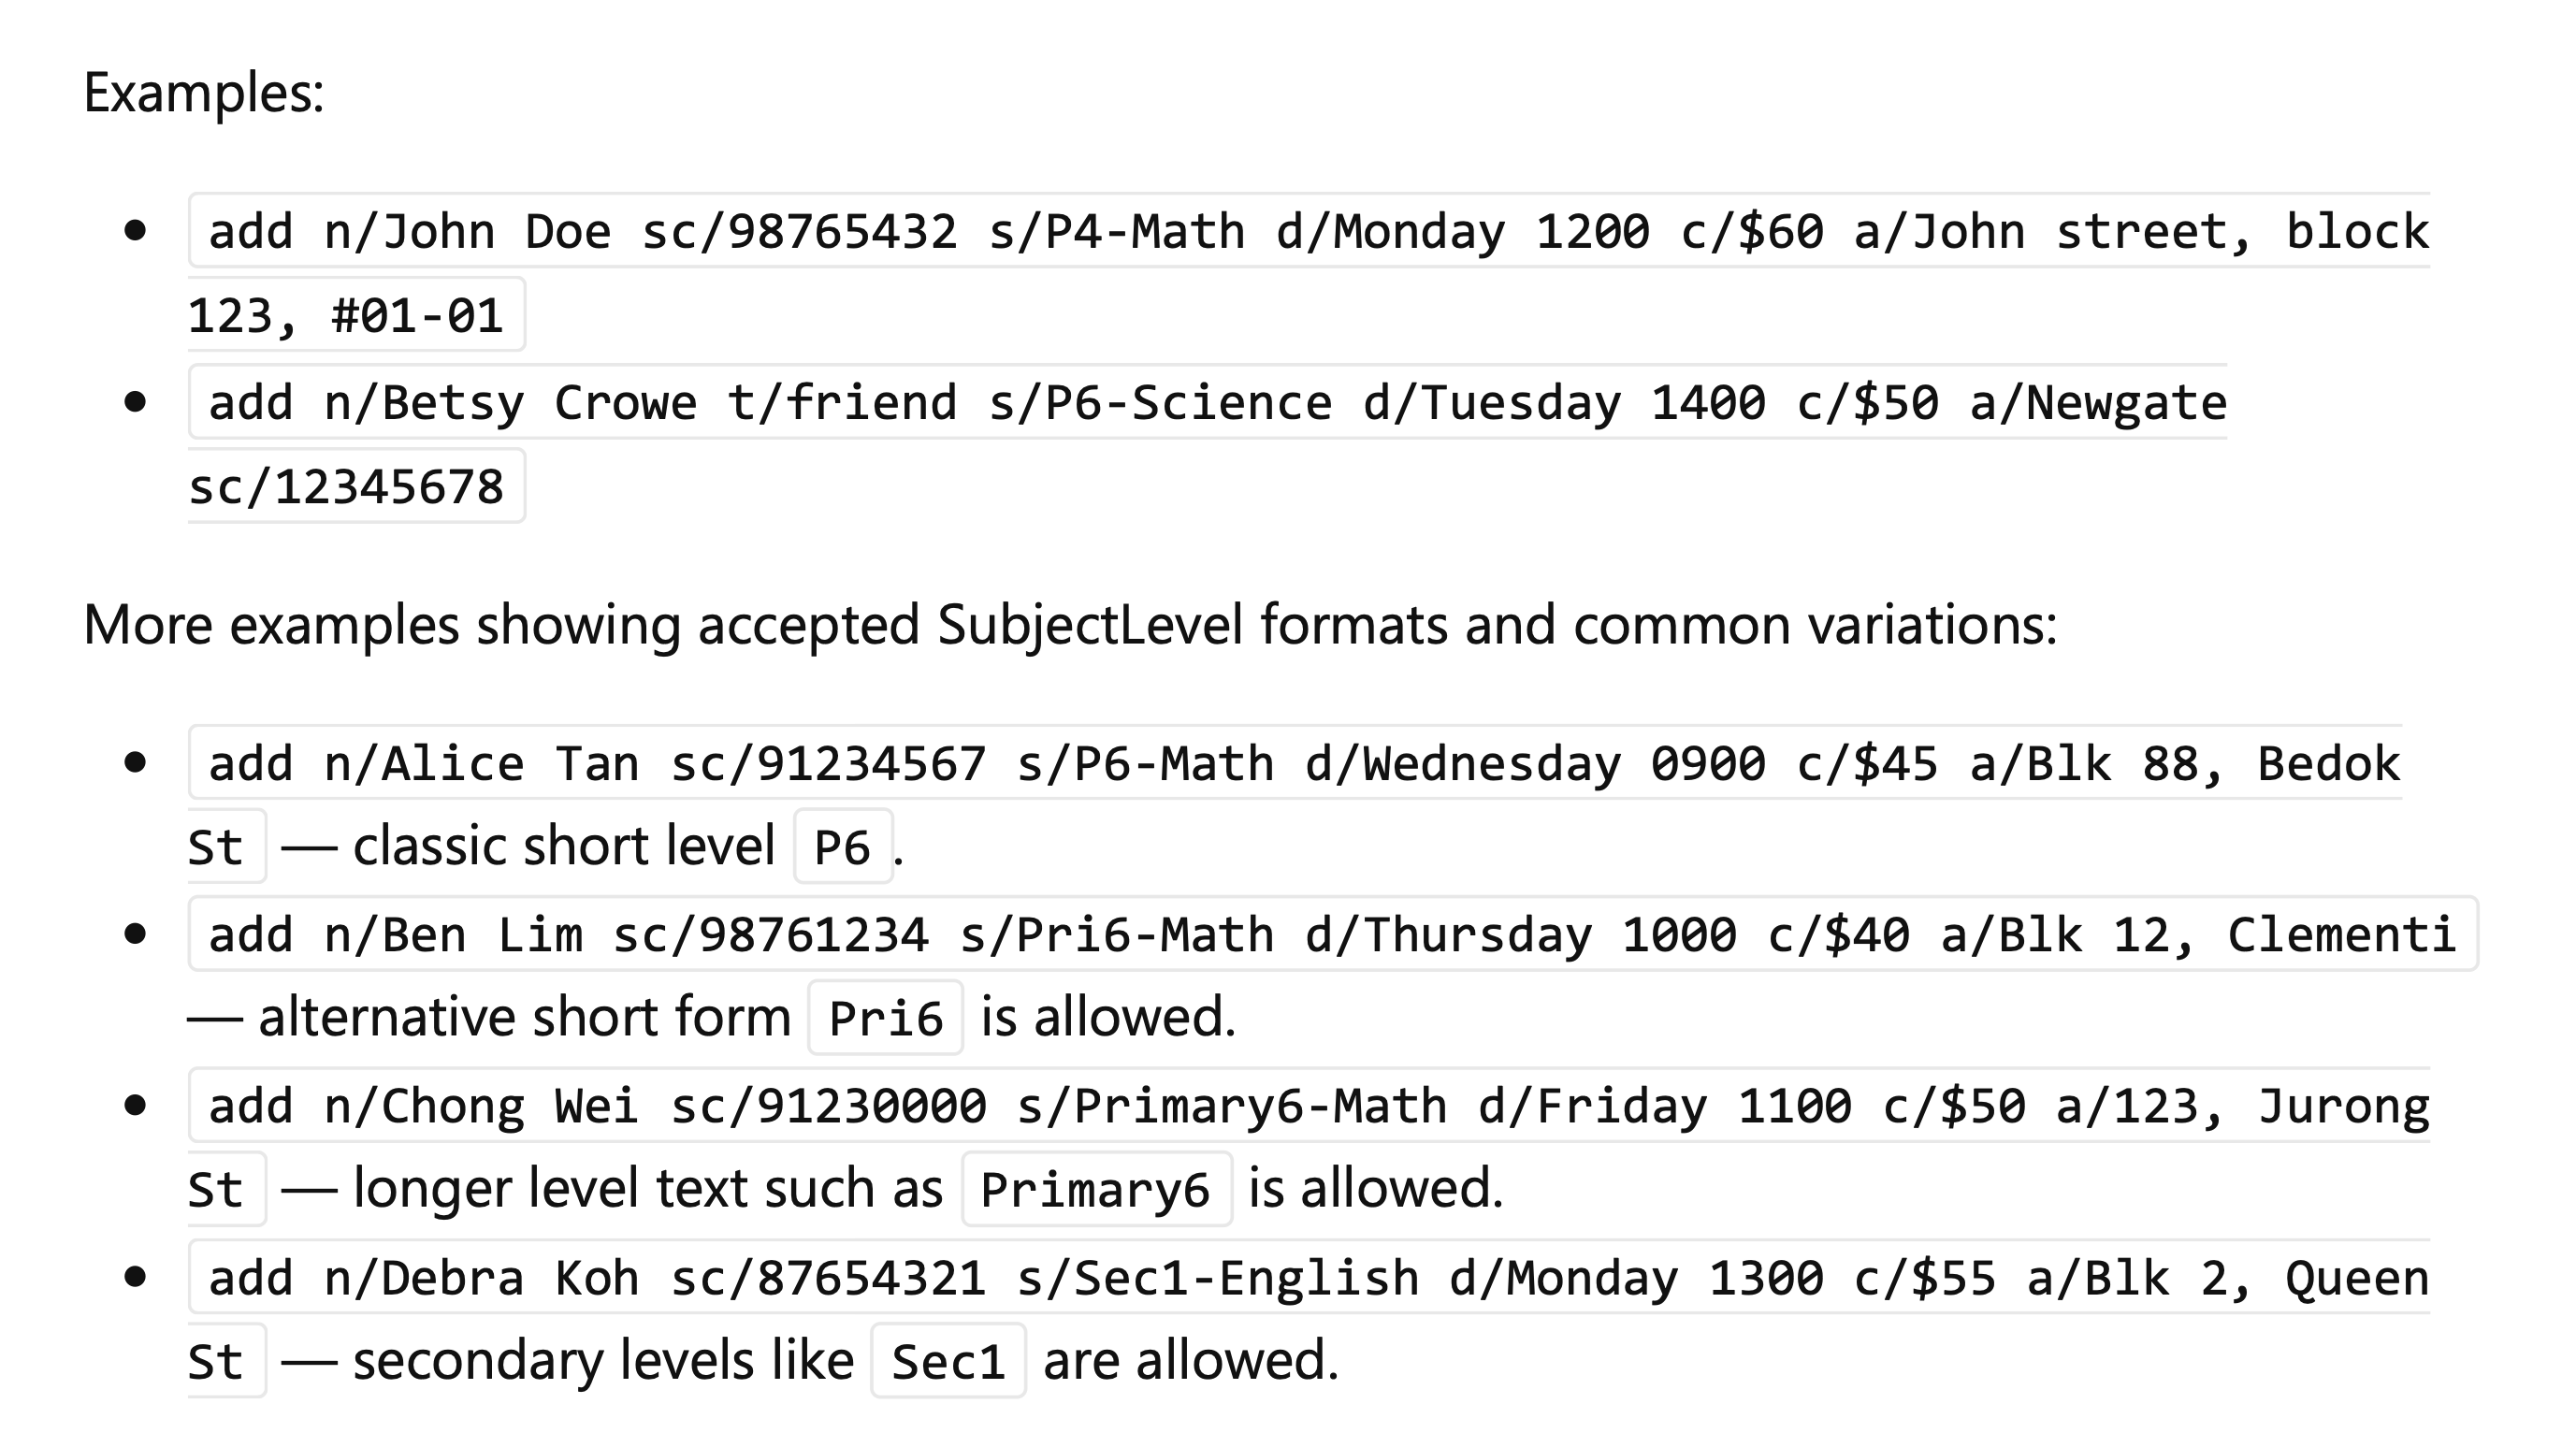 Examples:
add n/John Doe sc/98765432 s/P4-Math d/Monday 1200 c/$60 a/John street, block
123, #01-01
add n/Betsy Crowe t/friend s/P6-Science d/Tuesday 1400 c/$50 a/Newgate
sc/12345678
More examples showing accepted SubjectLevel formats and common variations:
add n/Alice Tan sc/91234567 s/P6-Math d/Wednesday 0900 c/$45 a/Blk 88, Bedok
St — classic short level P6.
add n/Ben Lim sc/98761234 s/Pri6-Math d/Thursday 1000 c/$40 a/Blk 12, Clementi
— alternative short form Pri6 is allowed.
add n/Chong Wei sc/91230000 s/Primary6-Math d/Friday 1100 c/$50 a/123, Jurong
St — longer level text such as Primary6 is allowed.
add n/Debra Koh sc/87654321 s/Sec1-English d/Monday 1300 c/$55 a/Blk 2, Queen
St — secondary levels like Sec1 are allowed.